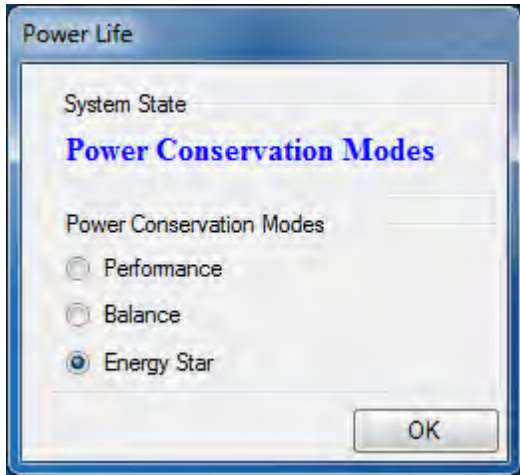 Power Life
System State
Power Conservation Modes
Power Conservation Modes
Performance
Balance
Energy Star
OK